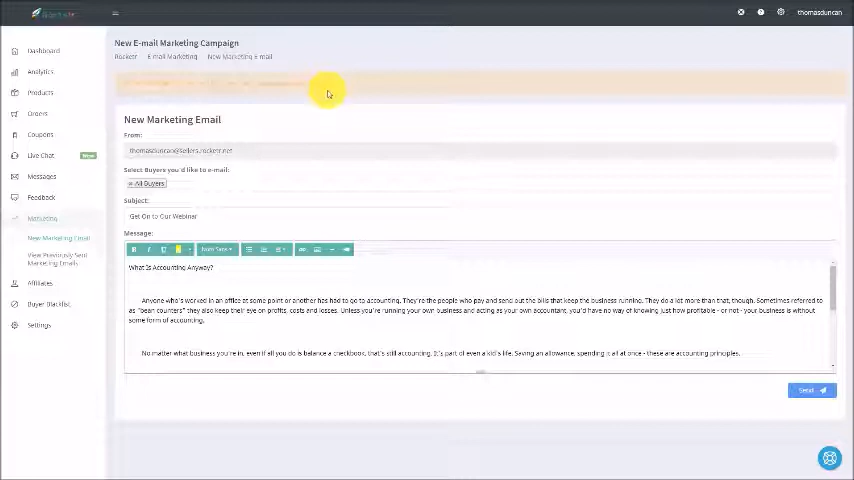 thomasduncan
New E-mail Marketing Campaign
Rocketr E-mail Marketing New Marketing E-mail
Dashboard
Analytics
Products
Orders
Coupons
Live Chat New
Messages
Feedback
Marketing
New Marketing Email
View Previously Sent
Marketing Emails
Affiliates
Buyer Blacklist
Settings
New Marketing Email
From:
thomasduncan@sellers.rocketr.net
Select Buyers you'd like to e-mail:
All Buyers
Subject:
Get On to Our Webinar
Message:
Nunito Sans
What Is Accounting Anyway?
Anyone who's worked in an office at some point or another has had to go to accounting. They're the people who pay and send out the bills that keep the business running. They do a lot more than that, though. Sometimes referred to
as "bean counters" they also keep their eye on profits, costs and losses. Unless you're running your own business and acting as your own accountant, you'd have no way of knowing just how profitable - or not - your business is without
some form of accounting.
No matter what business you're in, even if all you do is balance a checkbook, that's still accounting. It's part of even a kid's life. Saving an allowance, spending it all at once - these are accounting principles.
Send